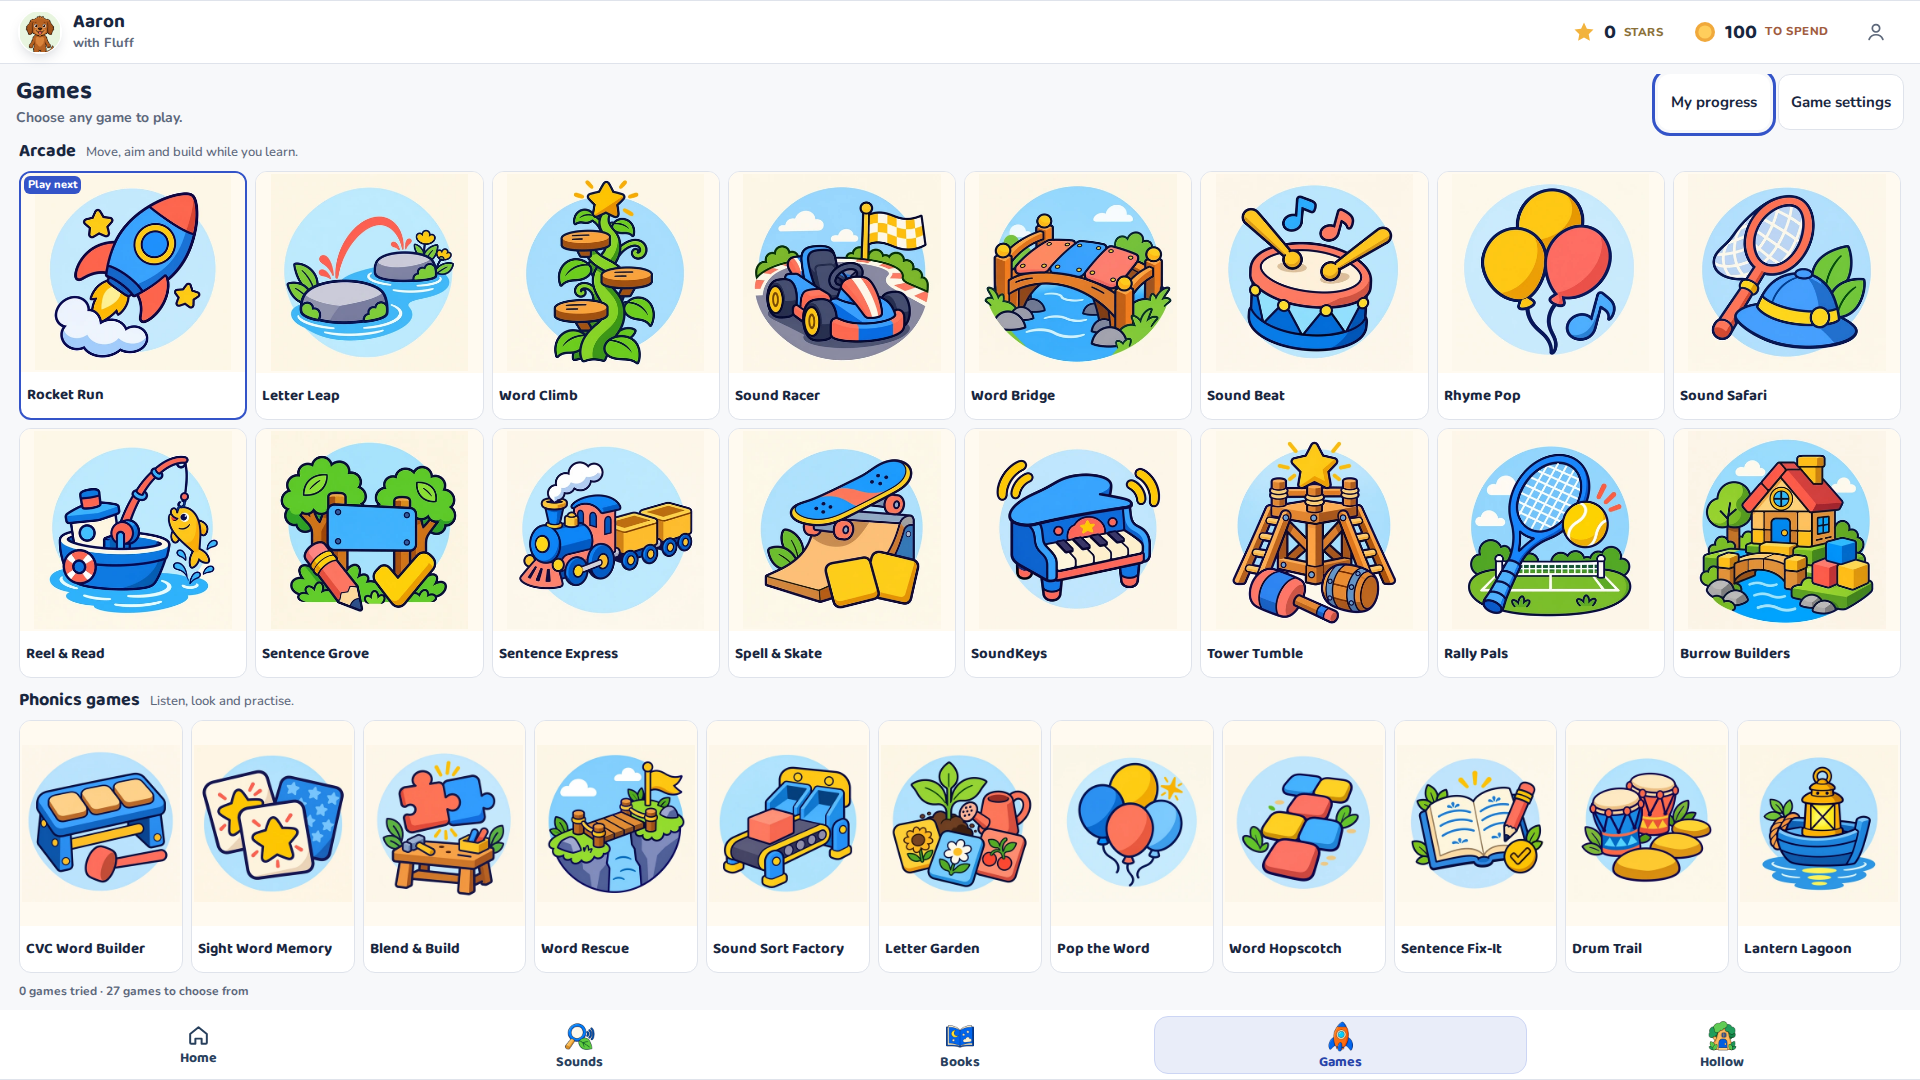 Aaron
with Fluff
0 STARS
100 TO SPEND
Games
Choose any game to play.
My progress
Game settings
Arcade Move, aim and build while you learn.
Play next
Rocket Run
Letter Leap
Word Climb
Sound Racer
Word Bridge
Sound Beat
Rhyme Pop
Sound Safari
Reel & Read
Sentence Grove
Sentence Express
Spell & Skate
SoundKeys
Tower Tumble
Rally Pals
Burrow Builders
Phonics games Listen, look and practise.
CVC Word Builder
Sight Word Memory
Blend & Build
Word Rescue
Sound Sort Factory
Letter Garden
Pop the Word
Word Hopscotch
Sentence Fix-It
Drum Trail
Lantern Lagoon
0 games tried · 27 games to choose from
Home
Sounds
Books
Games
Hollow